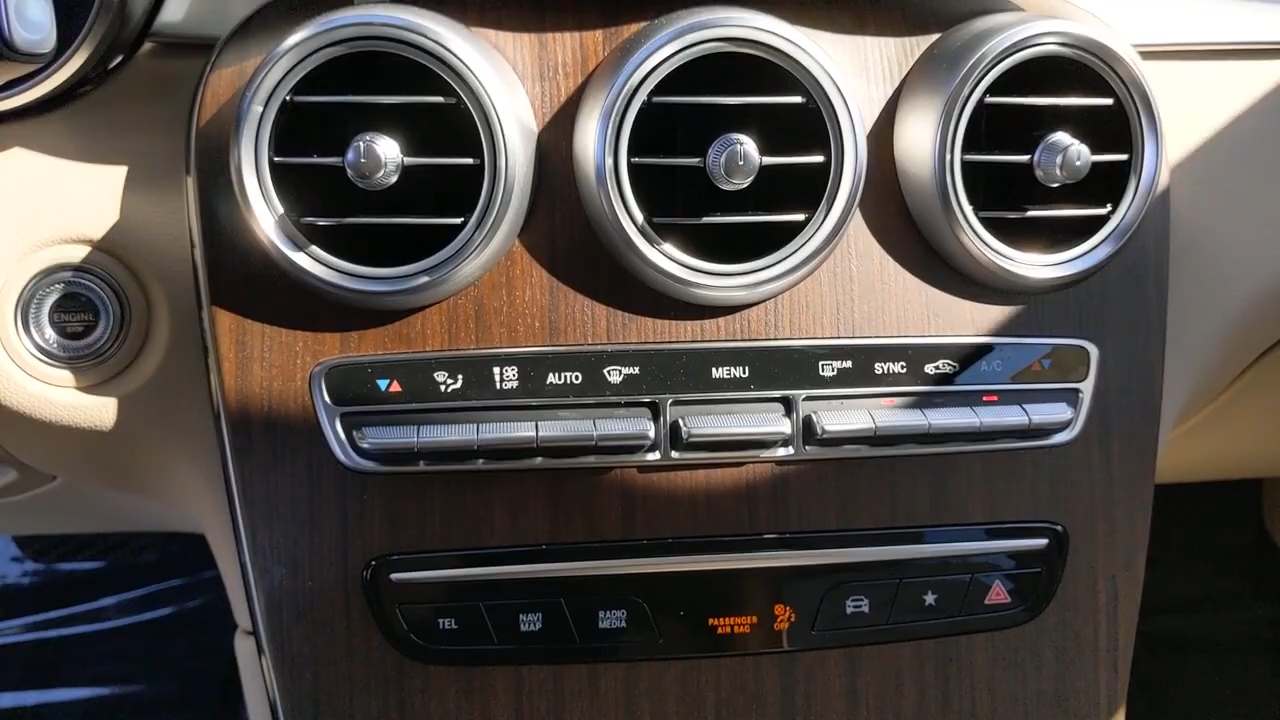 ENGINE
STOP
OFF
AUTO
MAX
MENU
REAR
SYNC
A/C
TEL
NAVI
MAP
RADIO
MEDIA
PASSENGER
AIR BAG
OFF